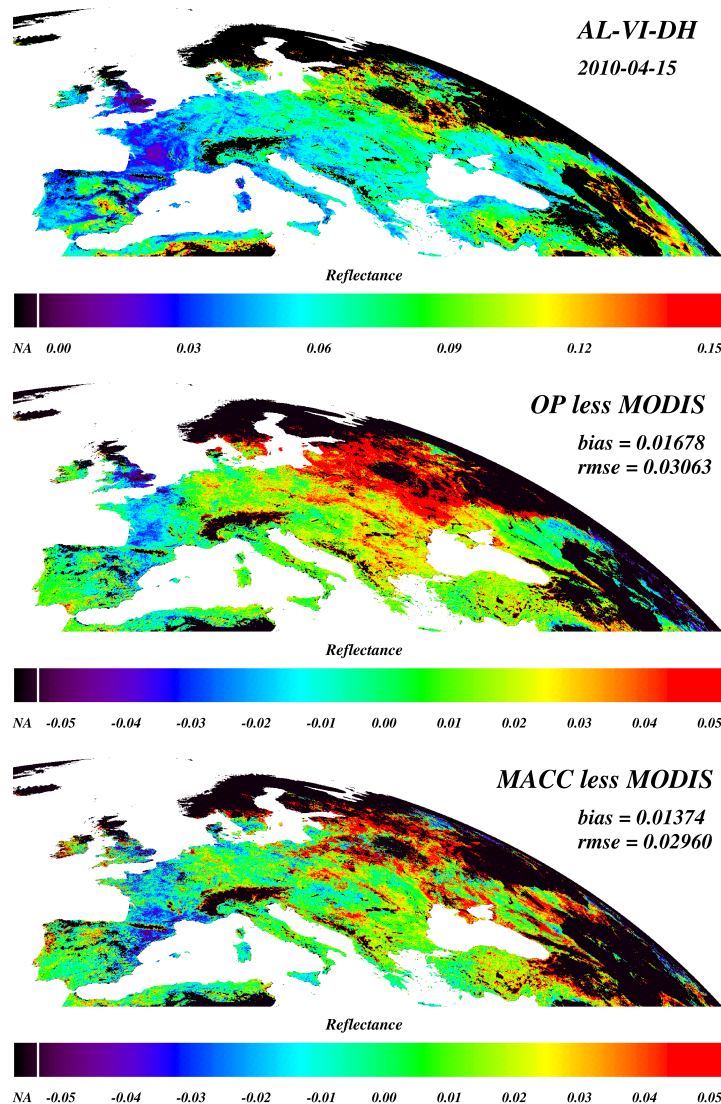 AL-VI-DH
2010-04-15
Reflectance
NA 0.00 0.03 0.06 0.09 0.12 0.15
OP less MODIS
bias = 0.01678
rmse = 0.03063
Reflectance
NA -0.05 -0.04 -0.03 -0.02 -0.01 0.00 0.01 0.02 0.03 0.04 0.05
MACC less MODIS
bias = 0.01374
rmse = 0.02960
Reflectance
NA -0.05 -0.04 -0.03 -0.02 -0.01 0.00 0.01 0.02 0.03 0.04 0.05